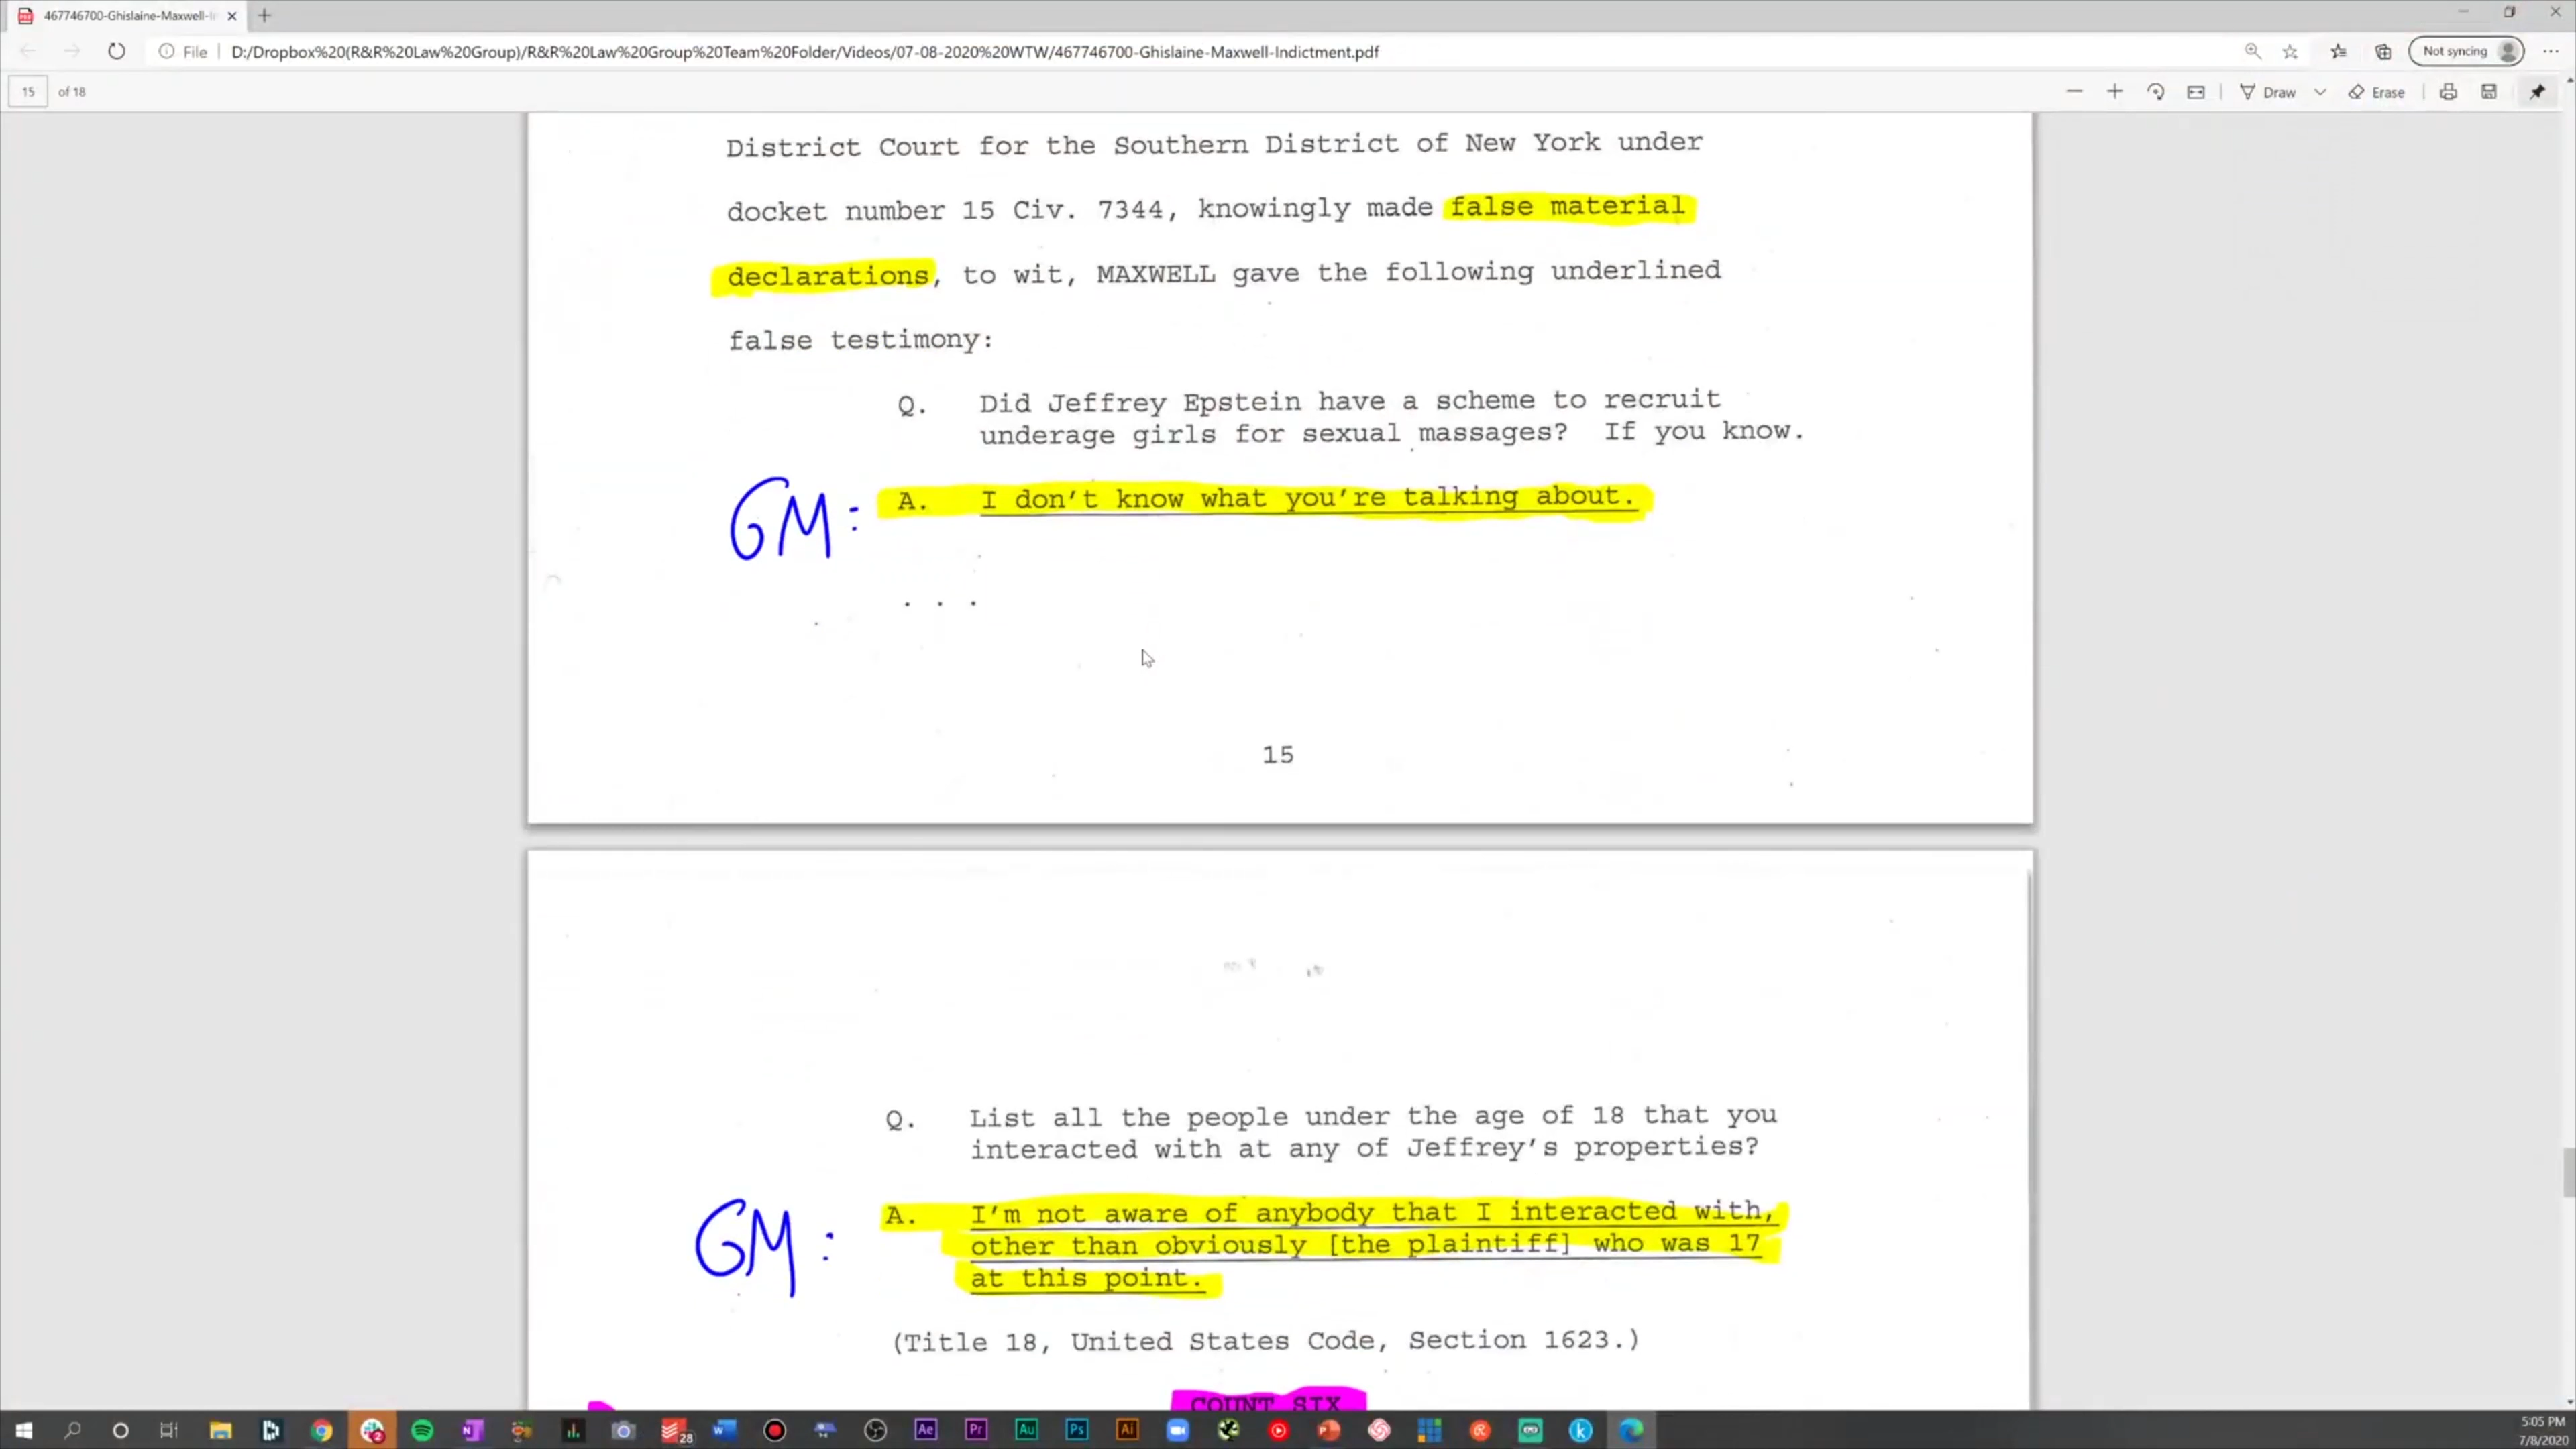 467746700-Ghislaine-Maxwell-I
File
D:/Dropbox%20(R&R%20Law%20Group)/R&R%20Law%20Group%20Team%20Folder/Videos/07-08-2020%20WTW/467746700-Ghislaine-Maxwell-Indictment.pdf
Not syncing
15 of 18
Draw
Erase
District Court for the Southern District of New York under
docket number 15 Civ. 7344, knowingly made false material
declarations, to wit, MAXWELL gave the following underlined
false testimony:
Q. Did Jeffrey Epstein have a scheme to recruit
underage girls for sexual massages? If you know.
GM: A. I don't know what you're talking about.
. . .
15
Q. List all the people under the age of 18 that you
interacted with at any of Jeffrey's properties?
GM: A. I'm not aware of anybody that I interacted with,
other than obviously [the plaintiff] who was 17
at this point.
(Title 18, United States Code, Section 1623.)
COUNT SIX
28
Ae
Pr
Au
Ps
Ai
5:05 PM
7/8/2020